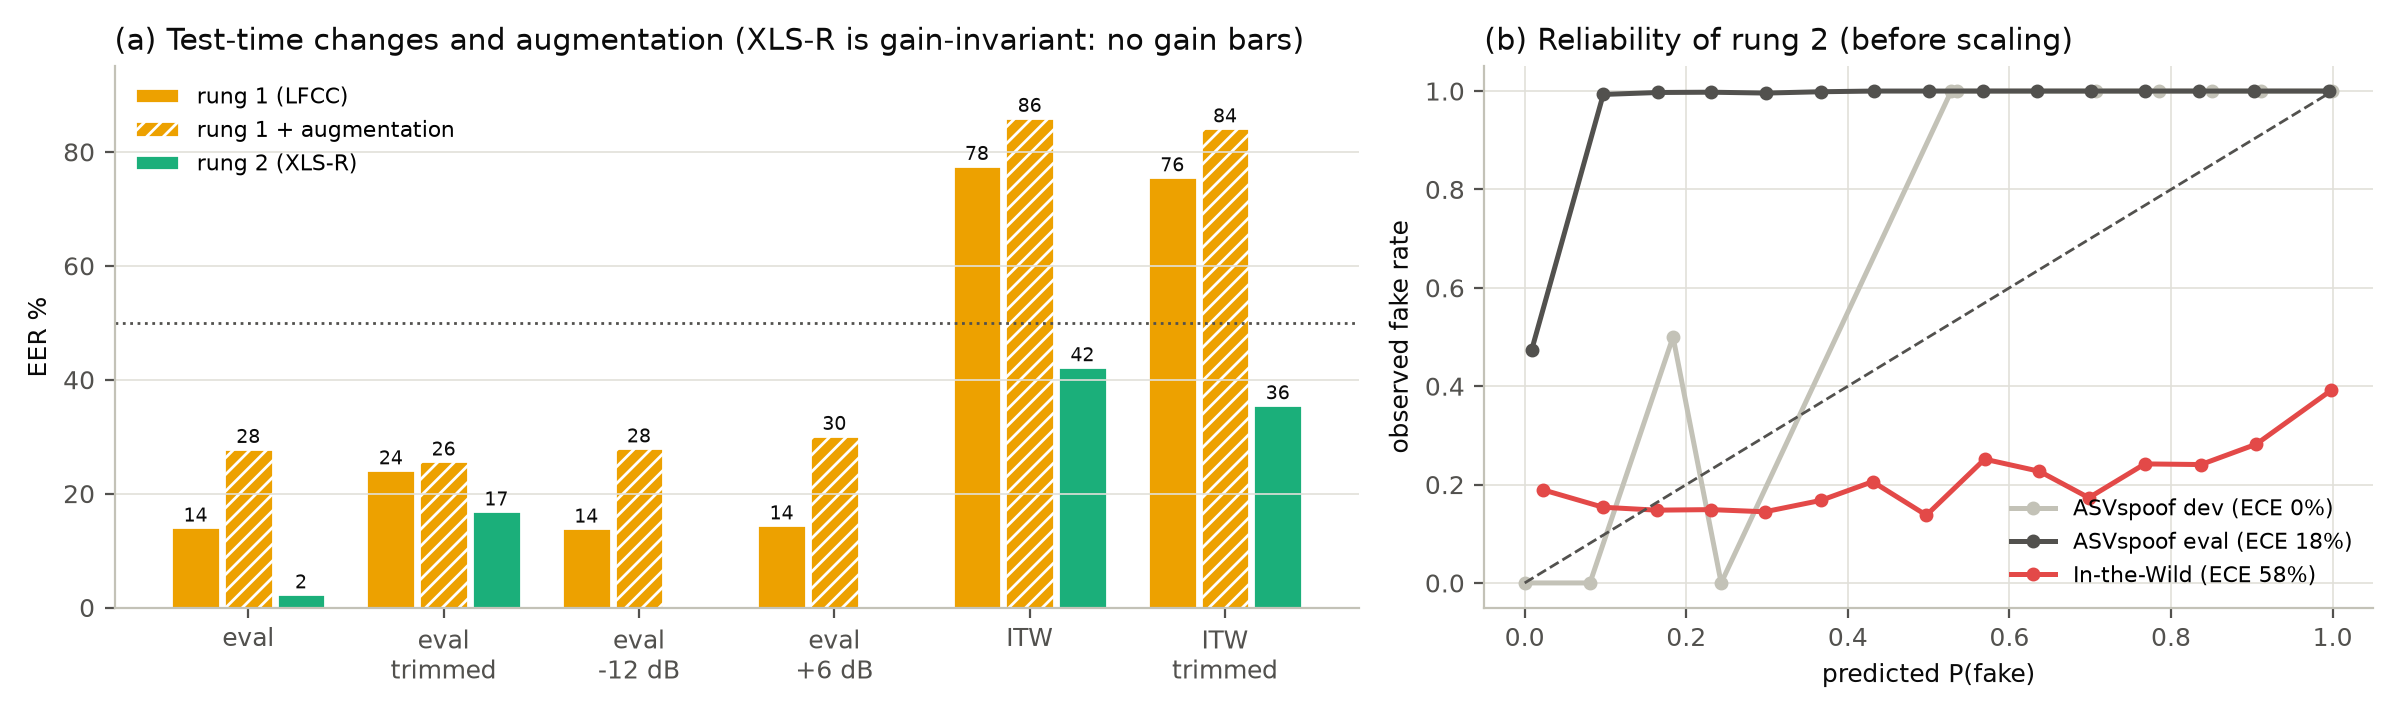 (a) Test-time changes and augmentation (XLS-R is gain-invariant: no gain bars)
rung 1 (LFCC)
rung 1 + augmentation
rung 2 (XLS-R)
EER %
80
60
40
20
0
14
28
2
24
26
17
14
28
14
30
78
86
42
76
84
36
eval
eval
trimmed
eval
-12 dB
eval
+6 dB
ITW
ITW
trimmed
(b) Reliability of rung 2 (before scaling)
observed fake rate
1.0
0.8
0.6
0.4
0.2
0.0
ASVspoof dev (ECE 0%)
ASVspoof eval (ECE 18%)
In-the-Wild (ECE 58%)
0.0
0.2
0.4
0.6
0.8
1.0
predicted P(fake)